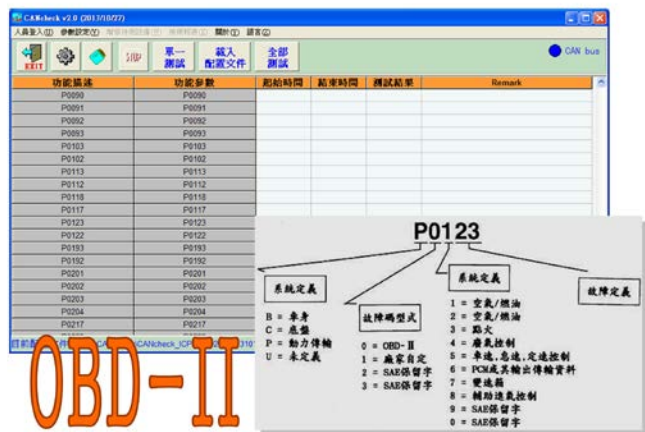 CANcheck v2.0 (2013/10/27)
人員登入(U) 參數設定(V) 關於(I) 語言(Q)
EXIT STOP 單一測試 載入配置文件 全部測試 CAN bus
功能描述 功能參數 起始時間 結束時間 測試結果 Remark
P0090 P0090
P0091 P0091
P0092 P0092
P0093 P0093
P0103 P0103
P0102 P0102
P0113 P0113
P0112 P0112
P0118 P0118
P0117 P0117
P0123 P0123
P0122 P0122
P0193 P0193
P0192 P0192
P0201 P0201
P0202 P0202
P0203 P0203
P0204 P0204
P0217 P0217
P0123
系統定義
B = 車身
C = 底盤
P = 動力傳輸
U = 未定義
故障碼型式
0 = OBD-Ⅱ
1 = 廠家自定
2 = SAE保留字
3 = SAE保留字
系統定義
1 = 空氣/燃油
2 = 空氣/燃油
3 = 點火
4 = 廢氣控制
5 = 車速,怠速,定速控制
6 = PCM或其輸出傳輸資料
7 = 變速箱
8 = 輔助進氣控制
9 = SAE保留字
0 = SAE保留字
故障定義
OBD-II